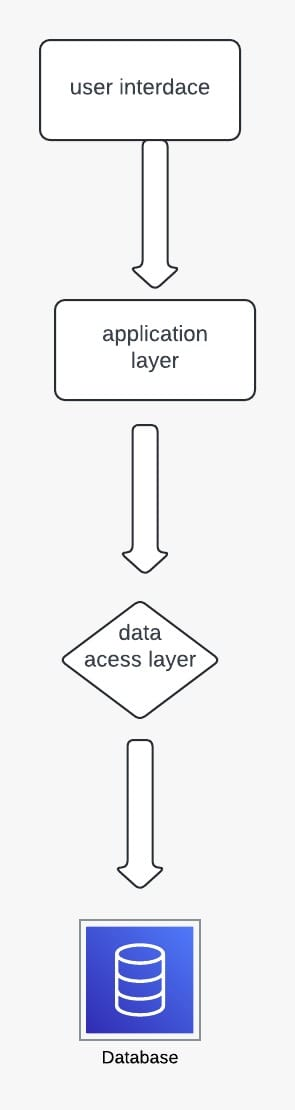 user interdace
application
layer
data
acess layer
Database